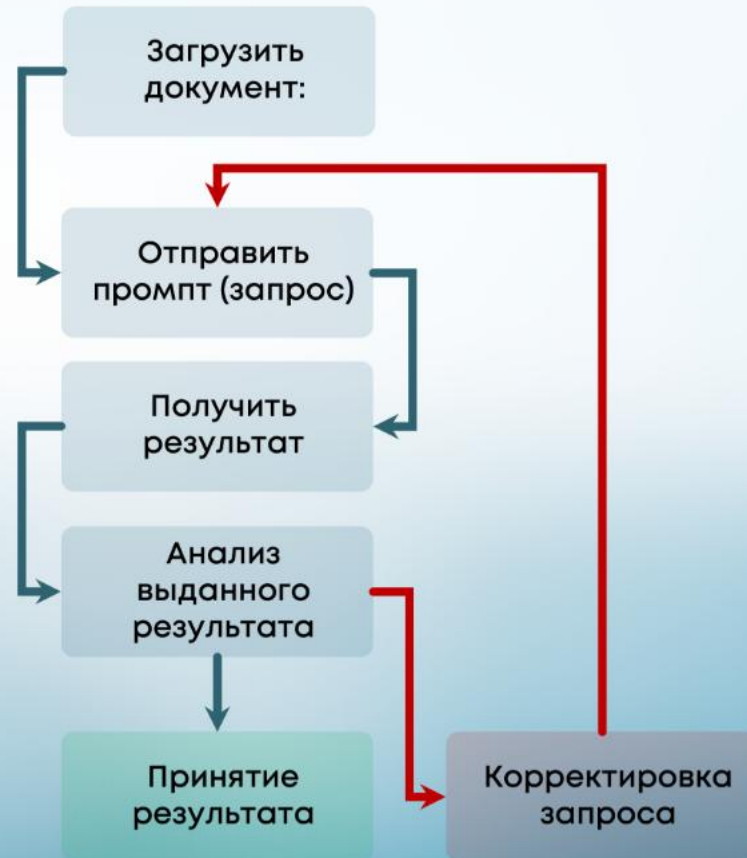 Загрузить
документ:
Отправить
промпт (запрос)
Получить
результат
Анализ
выданного
результата
Принятие
результата
Корректировка
запроса